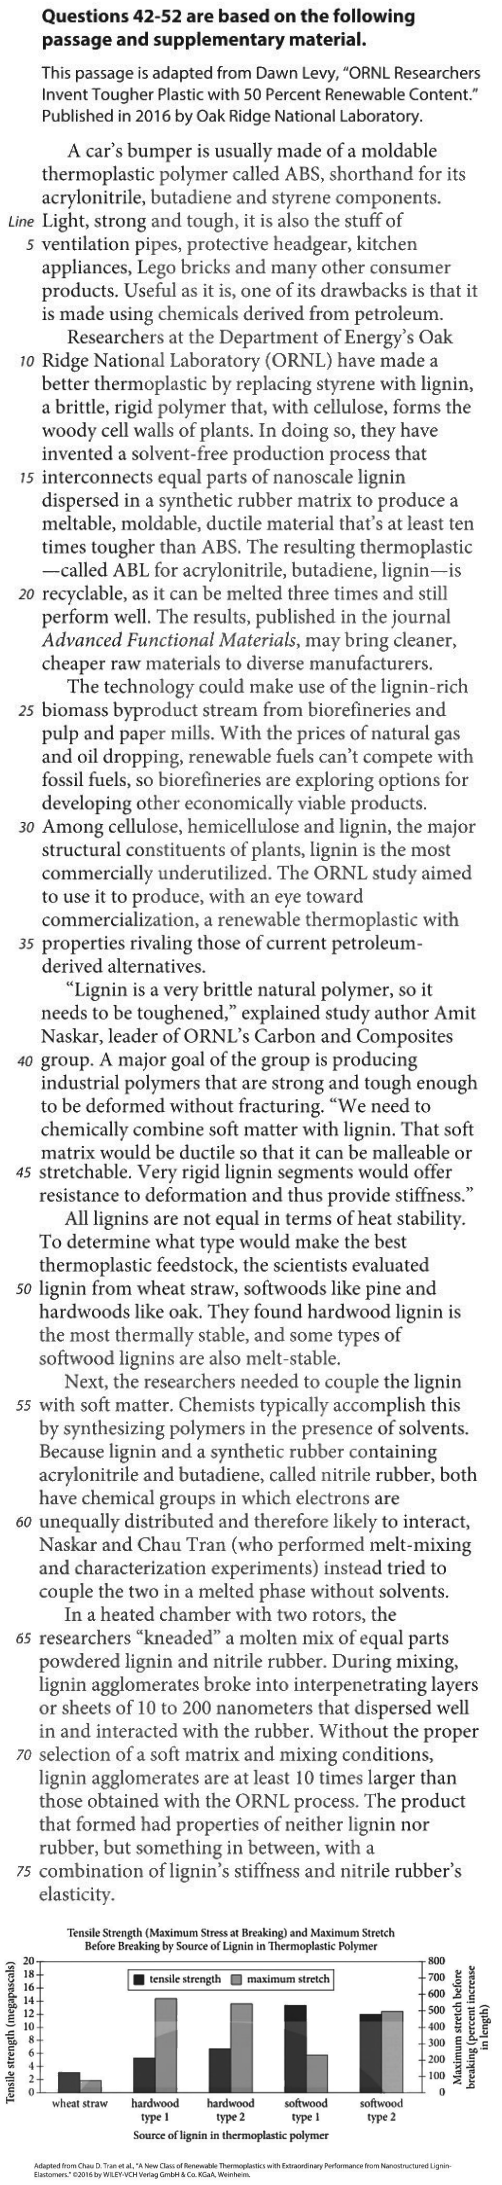 Questions 42-52 are based on the following
passage and supplementary material.
This passage is adapted from Dawn Levy, “ORNL Researchers
Invent Tougher Plastic with 50 Percent Renewable Content.”
Published in 2016 by Oak Ridge National Laboratory.
A car’s bumper is usually made of a moldable
thermoplastic polymer called ABS, shorthand for its
acrylonitrile, butadiene and styrene components.
Line Light, strong and tough, it is also the stuff of
5 ventilation pipes, protective headgear, kitchen
appliances, Lego bricks and many other consumer
products. Useful as it is, one of its drawbacks is that it
is made using chemicals derived from petroleum.
Researchers at the Department of Energy’s Oak
10 Ridge National Laboratory (ORNL) have made a
better thermoplastic by replacing styrene with lignin,
a brittle, rigid polymer that, with cellulose, forms the
woody cell walls of plants. In doing so, they have
invented a solvent-free production process that
15 interconnects equal parts of nanoscale lignin
dispersed in a synthetic rubber matrix to produce a
meltable, moldable, ductile material that’s at least ten
times tougher than ABS. The resulting thermoplastic
—called ABL for acrylonitrile, butadiene, lignin—is
20 recyclable, as it can be melted three times and still
perform well. The results, published in the journal
Advanced Functional Materials, may bring cleaner,
cheaper raw materials to diverse manufacturers.
The technology could make use of the lignin-rich
25 biomass byproduct stream from biorefineries and
pulp and paper mills. With the prices of natural gas
and oil dropping, renewable fuels can’t compete with
fossil fuels, so biorefineries are exploring options for
developing other economically viable products.
30 Among cellulose, hemicellulose and lignin, the major
structural constituents of plants, lignin is the most
commercially underutilized. The ORNL study aimed
to use it to produce, with an eye toward
commercialization, a renewable thermoplastic with
35 properties rivaling those of current petroleum-
derived alternatives.
“Lignin is a very brittle natural polymer, so it
needs to be toughened,” explained study author Amit
Naskar, leader of ORNL’s Carbon and Composites
40 group. A major goal of the group is producing
industrial polymers that are strong and tough enough
to be deformed without fracturing. “We need to
chemically combine soft matter with lignin. That soft
matrix would be ductile so that it can be malleable or
45 stretchable. Very rigid lignin segments would offer
resistance to deformation and thus provide stiffness.”
All lignins are not equal in terms of heat stability.
To determine what type would make the best
thermoplastic feedstock, the scientists evaluated
50 lignin from wheat straw, softwoods like pine and
hardwoods like oak. They found hardwood lignin is
the most thermally stable, and some types of
softwood lignins are also melt-stable.
Next, the researchers needed to couple the lignin
55 with soft matter. Chemists typically accomplish this
by synthesizing polymers in the presence of solvents.
Because lignin and a synthetic rubber containing
acrylonitrile and butadiene, called nitrile rubber, both
have chemical groups in which electrons are
60 unequally distributed and therefore likely to interact,
Naskar and Chau Tran (who performed melt-mixing
and characterization experiments) instead tried to
couple the two in a melted phase without solvents.
In a heated chamber with two rotors, the
65 researchers “kneaded” a molten mix of equal parts
powdered lignin and nitrile rubber. During mixing,
lignin agglomerates broke into interpenetrating layers
or sheets of 10 to 200 nanometers that dispersed well
in and interacted with the rubber. Without the proper
70 selection of a soft matrix and mixing conditions,
lignin agglomerates are at least 10 times larger than
those obtained with the ORNL process. The product
that formed had properties of neither lignin nor
rubber, but something in between, with a
75 combination of lignin’s stiffness and nitrile rubber’s
elasticity.
Tensile Strength (Maximum Stress at Breaking) and Maximum Stretch
Before Breaking by Source of Lignin in Thermoplastic Polymer
Tensile strength (megapascals)
20
18
16
14
12
10
8
6
4
2
0
tensile strength maximum stretch
800
700
600
500
400
300
200
100
0
Maximum stretch before
breaking (percent increase
in length)
wheat straw hardwood type 1 hardwood type 2 softwood type 1 softwood type 2
Source of lignin in thermoplastic polymer
Adapted from Chau D. Tran et al., “A New Class of Renewable Thermoplastics with Extraordinary Performance from Nanostructured Lignin-
Elastomers.” ©2016 by WILEY-VCH Verlag GmbH & Co. KGaA, Weinheim.